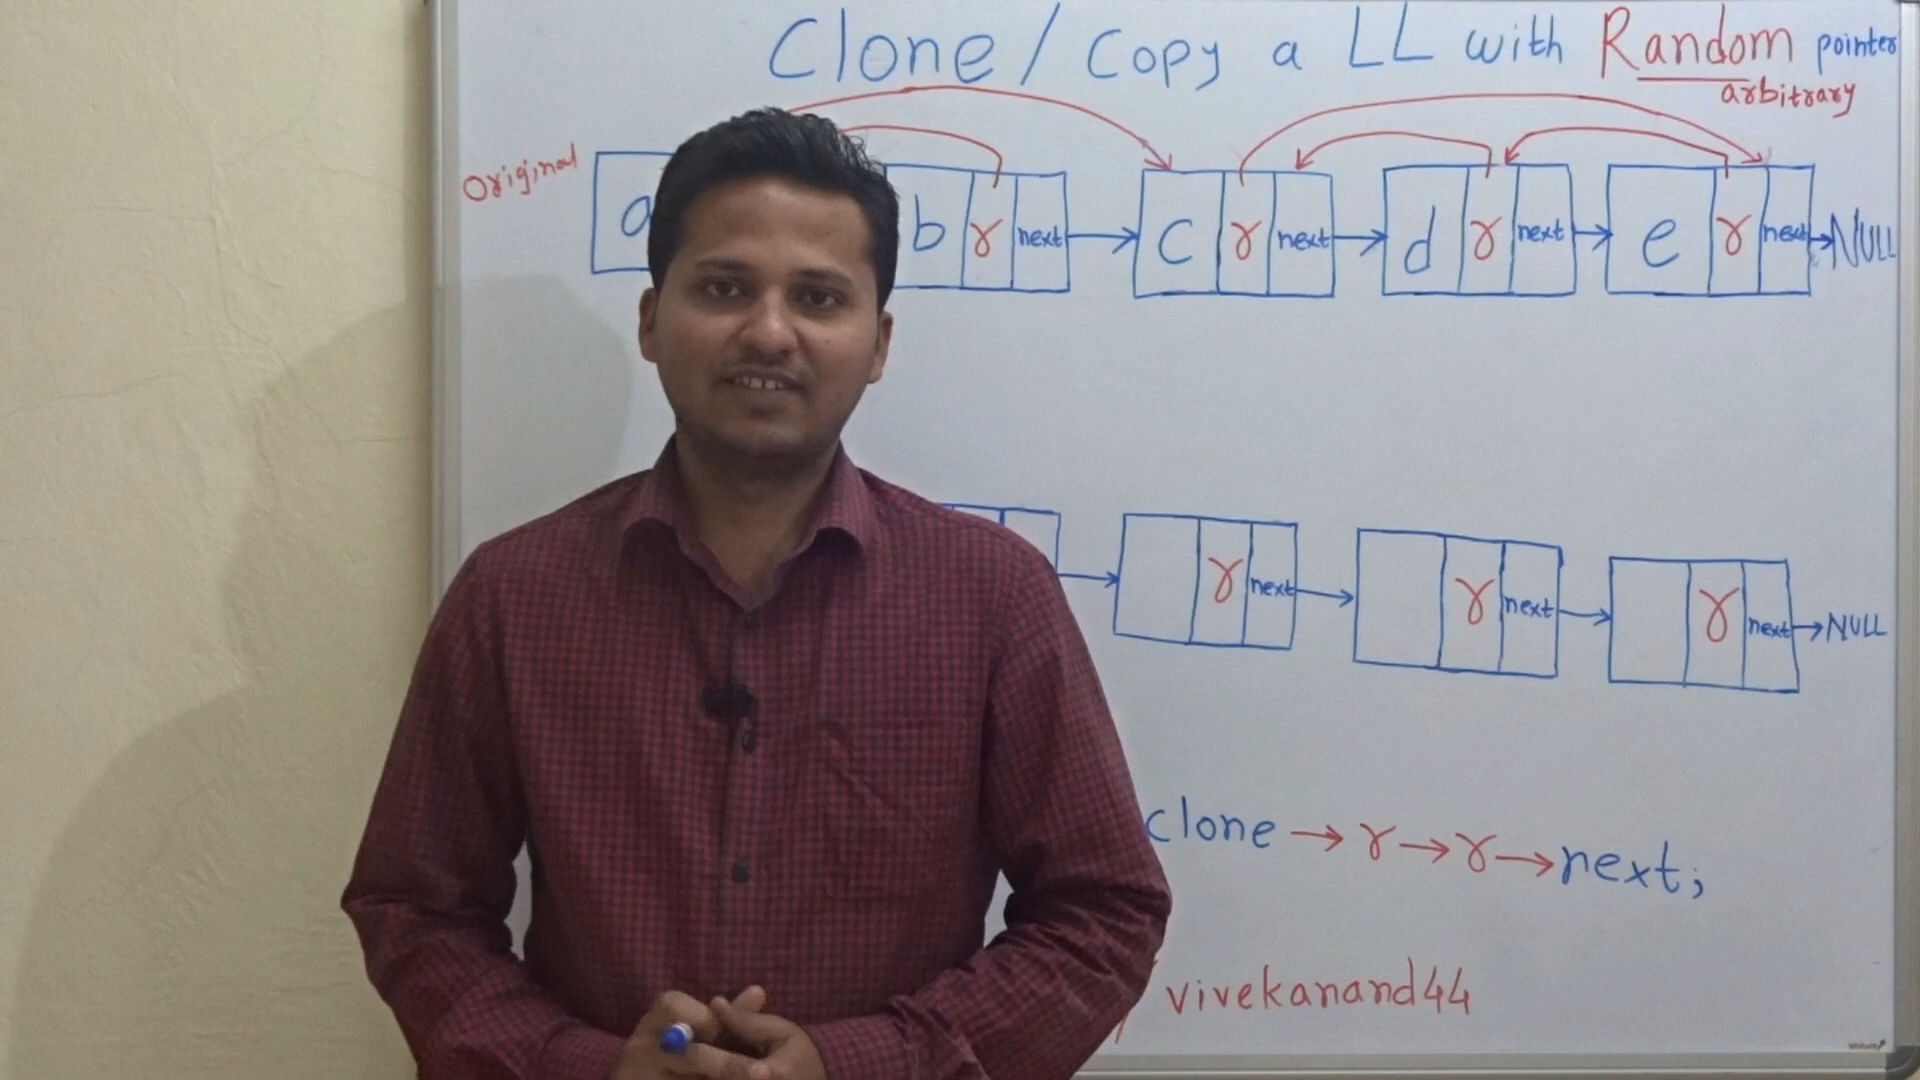 Clone / Copy a LL with Random pointer
arbitrary
Original
a b r next c r next d r next e r next NULL
r next r next r next NULL
clone → r → r → next;
/ vivekanand44